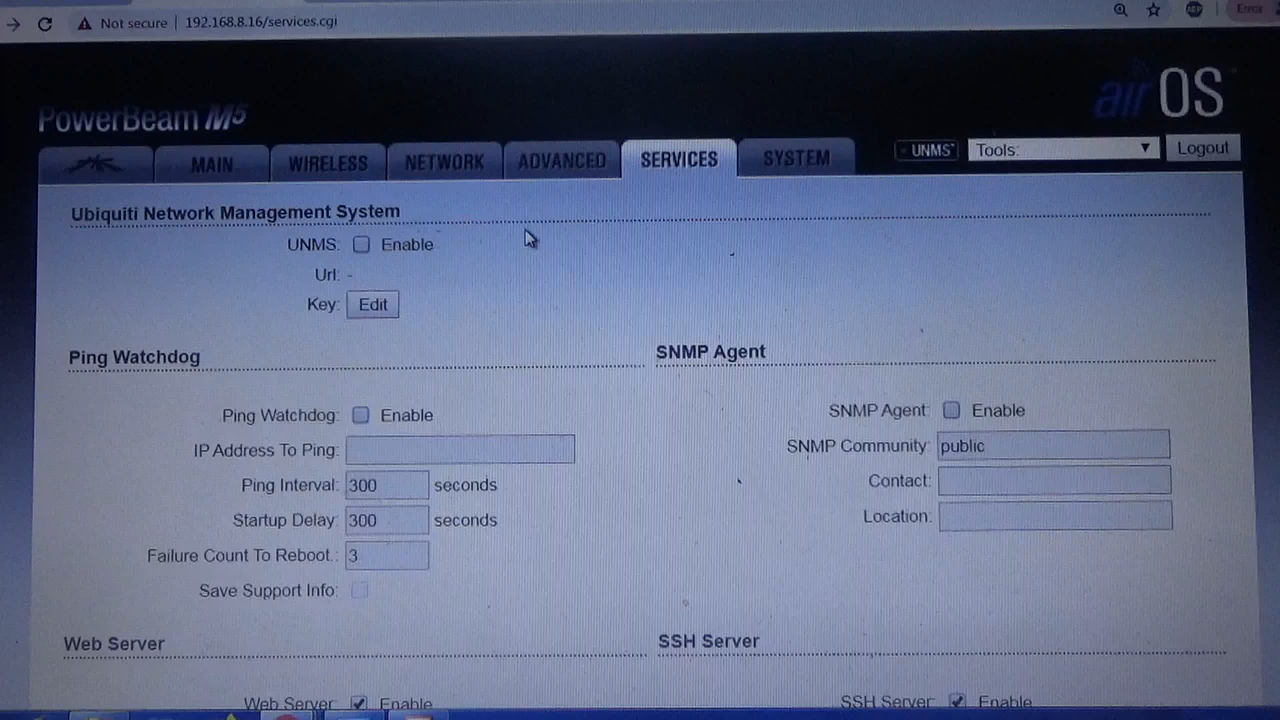 Not secure | 192.168.8.16/services.cgi
Error
PowerBeam M5
airOS
MAIN
WIRELESS
NETWORK
ADVANCED
SERVICES
SYSTEM
UNMS
Tools:
Logout
Ubiquiti Network Management System
UNMS: Enable
Url: -
Key: Edit
Ping Watchdog
Ping Watchdog: Enable
IP Address To Ping:
Ping Interval: 300 seconds
Startup Delay: 300 seconds
Failure Count To Reboot.: 3
Save Support Info:
SNMP Agent
SNMP Agent: Enable
SNMP Community: public
Contact:
Location:
Web Server
Web Server: Enable
SSH Server
SSH Server: Enable